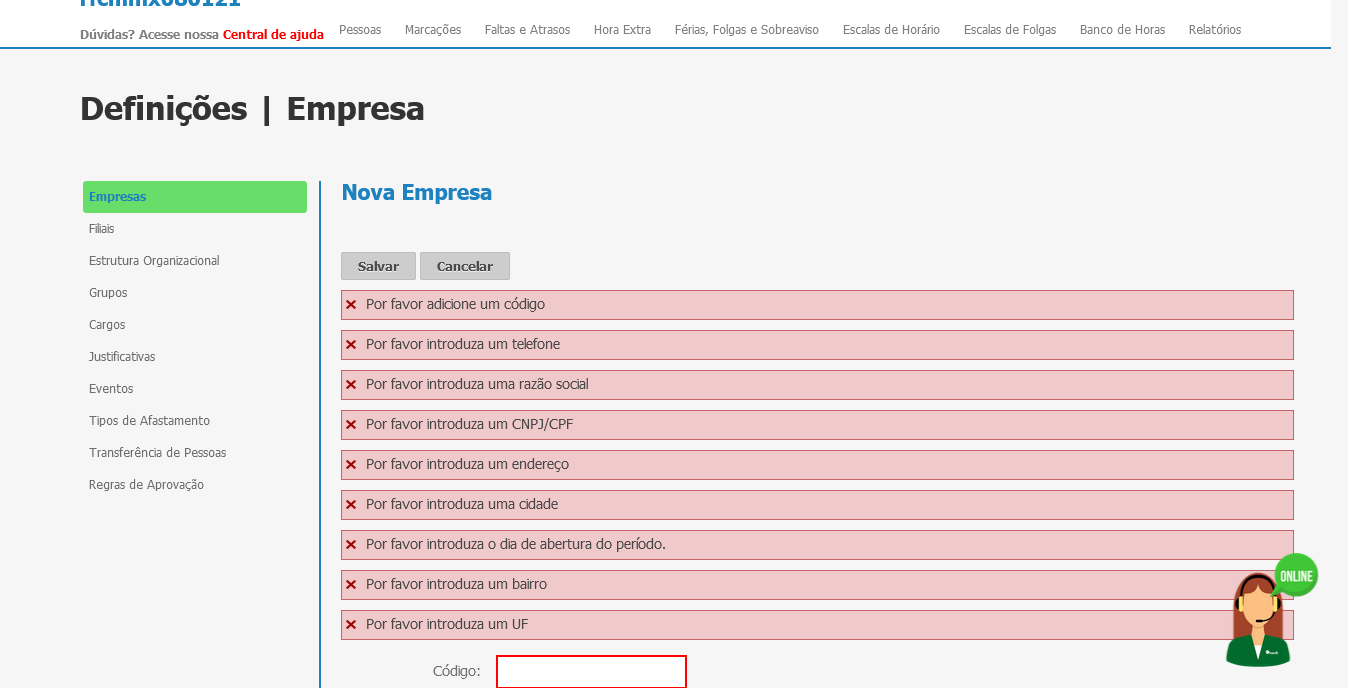 Dúvidas? Acesse nossa Central de ajuda
Pessoas Marcações Faltas e Atrasos Hora Extra Férias, Folgas e Sobreaviso Escalas de Horário Escalas de Folgas Banco de Horas Relatórios
Definições | Empresa
Empresas
Filiais
Estrutura Organizacional
Grupos
Cargos
Justificativas
Eventos
Tipos de Afastamento
Transferência de Pessoas
Regras de Aprovação
Nova Empresa
Salvar Cancelar
Por favor adicione um código
Por favor introduza um telefone
Por favor introduza uma razão social
Por favor introduza um CNPJ/CPF
Por favor introduza um endereço
Por favor introduza uma cidade
Por favor introduza o dia de abertura do período.
Por favor introduza um bairro
Por favor introduza um UF
ONLINE
Código: